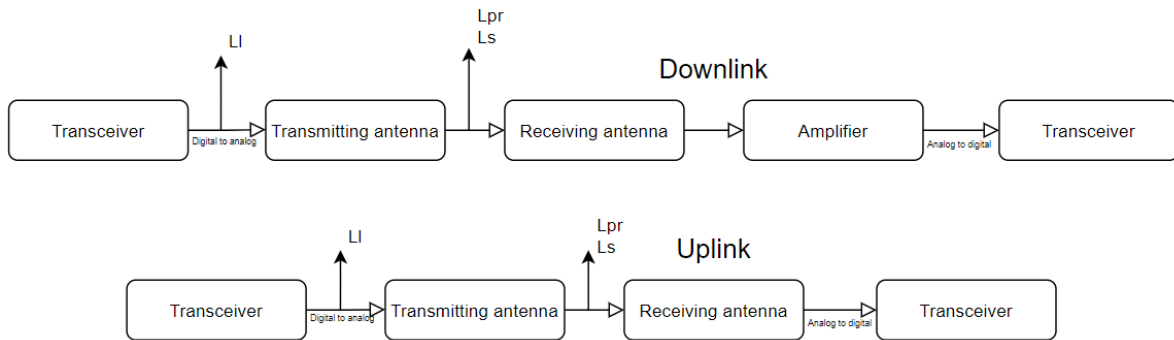 Lpr
Ls
Ll
Downlink
Transceiver
Digital to analog
Transmitting antenna
Receiving antenna
Amplifier
Analog to digital
Transceiver
Lpr
Ls
Ll
Uplink
Transceiver
Digital to analog
Transmitting antenna
Receiving antenna
Analog to digital
Transceiver